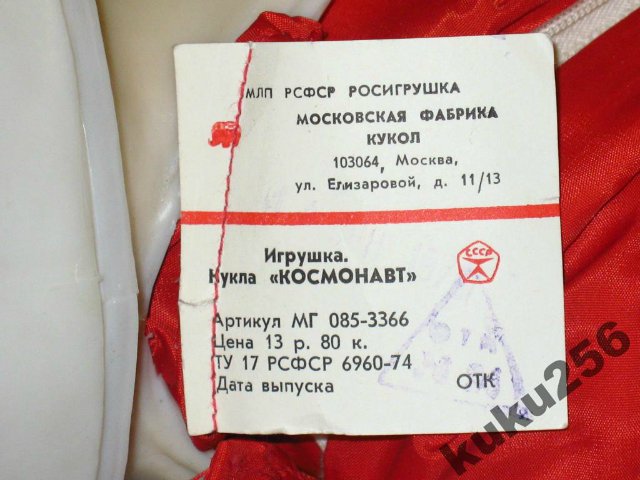 МЛП РСФСР РОСИГРУШКА
МОСКОВСКАЯ ФАБРИКА
КУКОЛ
103064, Москва,
ул. Елизаровой, д. 11/13
Игрушка.
Кукла «КОСМОНАВТ»
СССР
Артикул МГ 085-3366
Цена 13 р. 80 к.
ТУ 17 РСФСР 6960-74
Дата выпуска
ОТК
kuku256